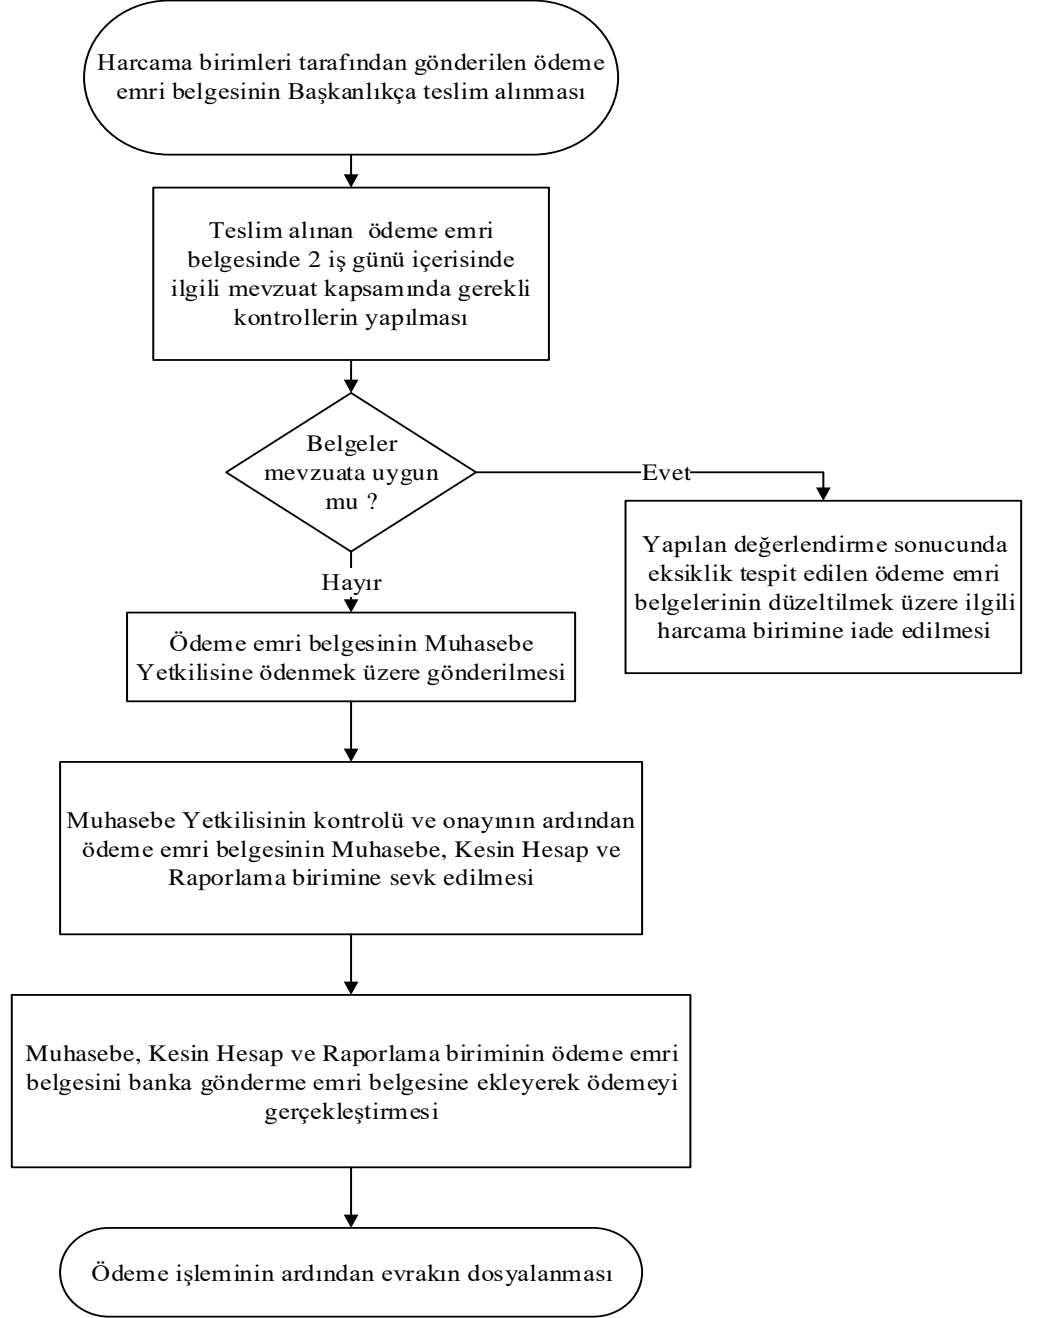 Harcama birimleri tarafından gönderilen ödeme
emri belgesinin Başkanlıkça teslim alınması
Teslim alınan  ödeme emri
belgesinde 2 iş günü içerisinde
ilgili mevzuat kapsamında gerekli
kontrollerin yapılması
Belgeler
mevzuata uygun
mu ?
Evet
Yapılan değerlendirme sonucunda
eksiklik tespit edilen ödeme emri
belgelerinin düzeltilmek üzere ilgili
harcama birimine iade edilmesi
Hayır
Ödeme emri belgesinin Muhasebe
Yetkilisine ödenmek üzere gönderilmesi
Muhasebe Yetkilisinin kontrolü ve onayının ardından
ödeme emri belgesinin Muhasebe, Kesin Hesap ve
Raporlama birimine sevk edilmesi
Muhasebe, Kesin Hesap ve Raporlama biriminin ödeme emri
belgesini banka gönderme emri belgesine ekleyerek ödemeyi
gerçekleştirmesi
Ödeme işleminin ardından evrakın dosyalanması